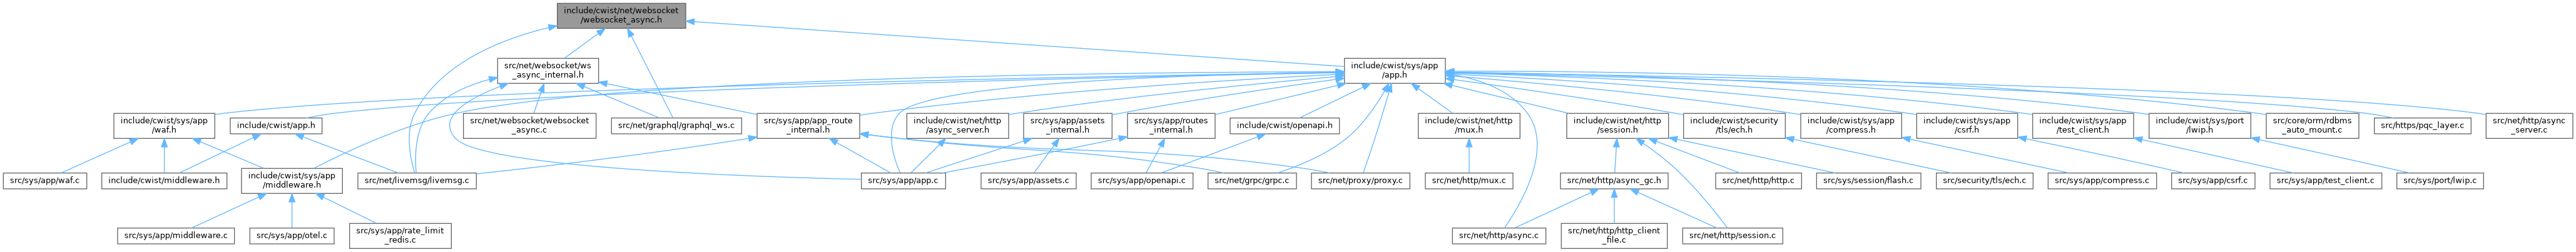 include/cwist/net/websocket
/websocket_async.h
src/net/websocket/ws
_async_internal.h
include/cwist/sys/app
/app.h
include/cwist/sys/app
/waf.h
include/cwist/app.h
src/net/websocket/websocket
_async.c
src/net/graphql/graphql_ws.c
src/sys/app/app_route
_internal.h
include/cwist/net/http
/async_server.h
src/sys/app/assets
_internal.h
src/sys/app/routes
_internal.h
include/cwist/openapi.h
include/cwist/net/http
/mux.h
include/cwist/net/http
/session.h
include/cwist/security
/tls/ech.h
include/cwist/sys/app
/compress.h
include/cwist/sys/app
/csrf.h
include/cwist/sys/app
/test_client.h
include/cwist/sys/port
/lwip.h
src/core/orm/rdbms
_auto_mount.c
src/https/pqc_layer.c
src/net/http/async
_server.c
src/sys/app/waf.c
include/cwist/middleware.h
include/cwist/sys/app
/middleware.h
src/net/livemsg/livemsg.c
src/sys/app/app.c
src/sys/app/assets.c
src/sys/app/openapi.c
src/net/grpc/grpc.c
src/net/proxy/proxy.c
src/net/http/mux.c
src/net/http/async_gc.h
src/net/http/http.c
src/sys/session/flash.c
src/security/tls/ech.c
src/sys/app/compress.c
src/sys/app/csrf.c
src/sys/app/test_client.c
src/sys/port/lwip.c
src/sys/app/middleware.c
src/sys/app/otel.c
src/sys/app/rate_limit
_redis.c
src/net/http/async.c
src/net/http/http_client
_file.c
src/net/http/session.c